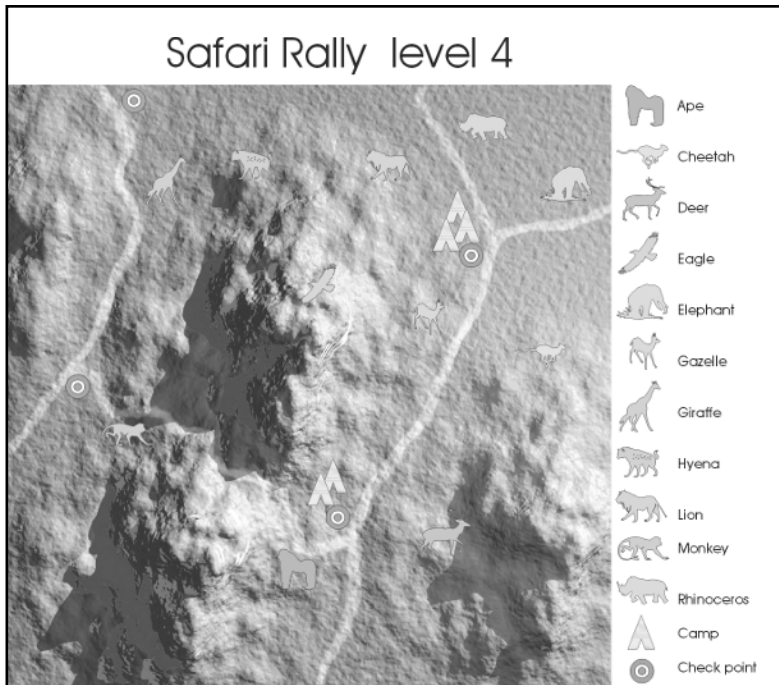 Safari Rally level 4
Ape
Cheetah
Deer
Eagle
Elephant
Gazelle
Giraffe
Hyena
Lion
Monkey
Rhinoceros
Camp
Check point